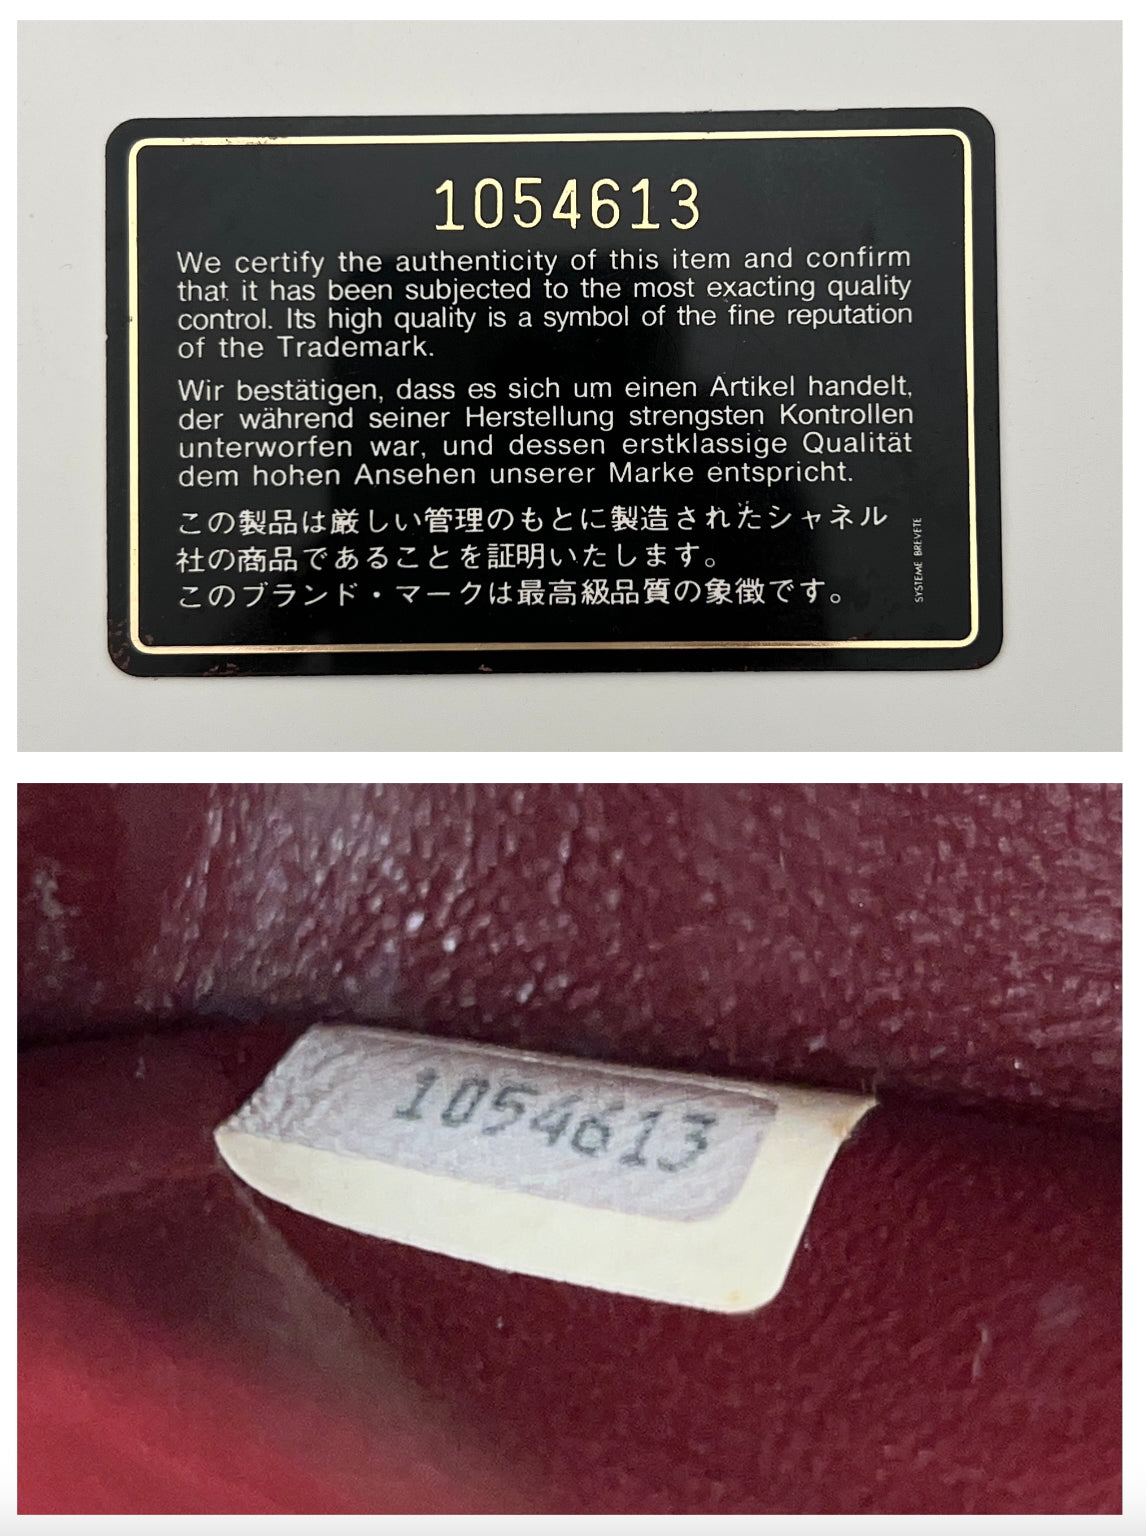 1054613
We certify the authenticity of this item and confirm
that it has been subjected to the most exacting quality
control. Its high quality is a symbol of the fine reputation
of the Trademark.
Wir bestätigen, dass es sich um einen Artikel handelt,
der während seiner Herstellung strengsten Kontrollen
unterworfen war, und dessen erstklassige Qualität
dem hohen Ansehen unserer Marke entspricht.
この製品は厳しい管理のもとに製造されたシャネル
社の商品であることを証明いたします。
このブランド・マークは最高級品質の象徴です。
SYSTEME BREVETE
1054613